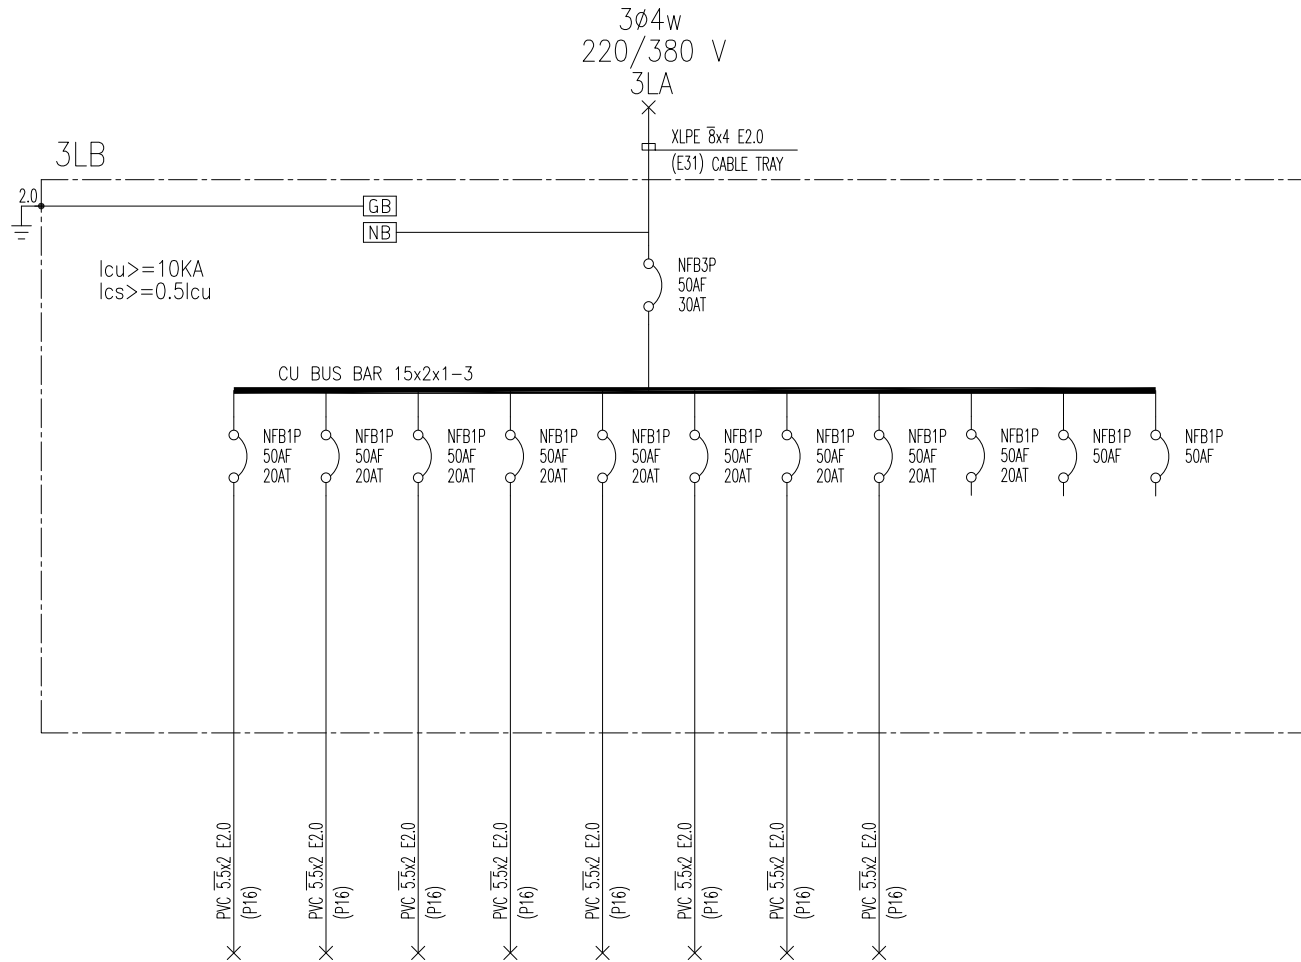 3ø4w
220/380 V
3LA
XLPE 8x4 E2.0
(E31) CABLE TRAY
3LB
2.0
GB
NB
Icu>=10KA
Ics>=0.5Icu
NFB3P
50AF
30AT
CU BUS BAR 15x2x1-3
NFB1P
50AF
20AT
NFB1P
50AF
20AT
NFB1P
50AF
20AT
NFB1P
50AF
20AT
NFB1P
50AF
20AT
NFB1P
50AF
20AT
NFB1P
50AF
20AT
NFB1P
50AF
20AT
NFB1P
50AF
20AT
NFB1P
50AF
NFB1P
50AF
PVC 5.5x2 E2.0
(P16)
PVC 5.5x2 E2.0
(P16)
PVC 5.5x2 E2.0
(P16)
PVC 5.5x2 E2.0
(P16)
PVC 5.5x2 E2.0
(P16)
PVC 5.5x2 E2.0
(P16)
PVC 5.5x2 E2.0
(P16)
PVC 5.5x2 E2.0
(P16)